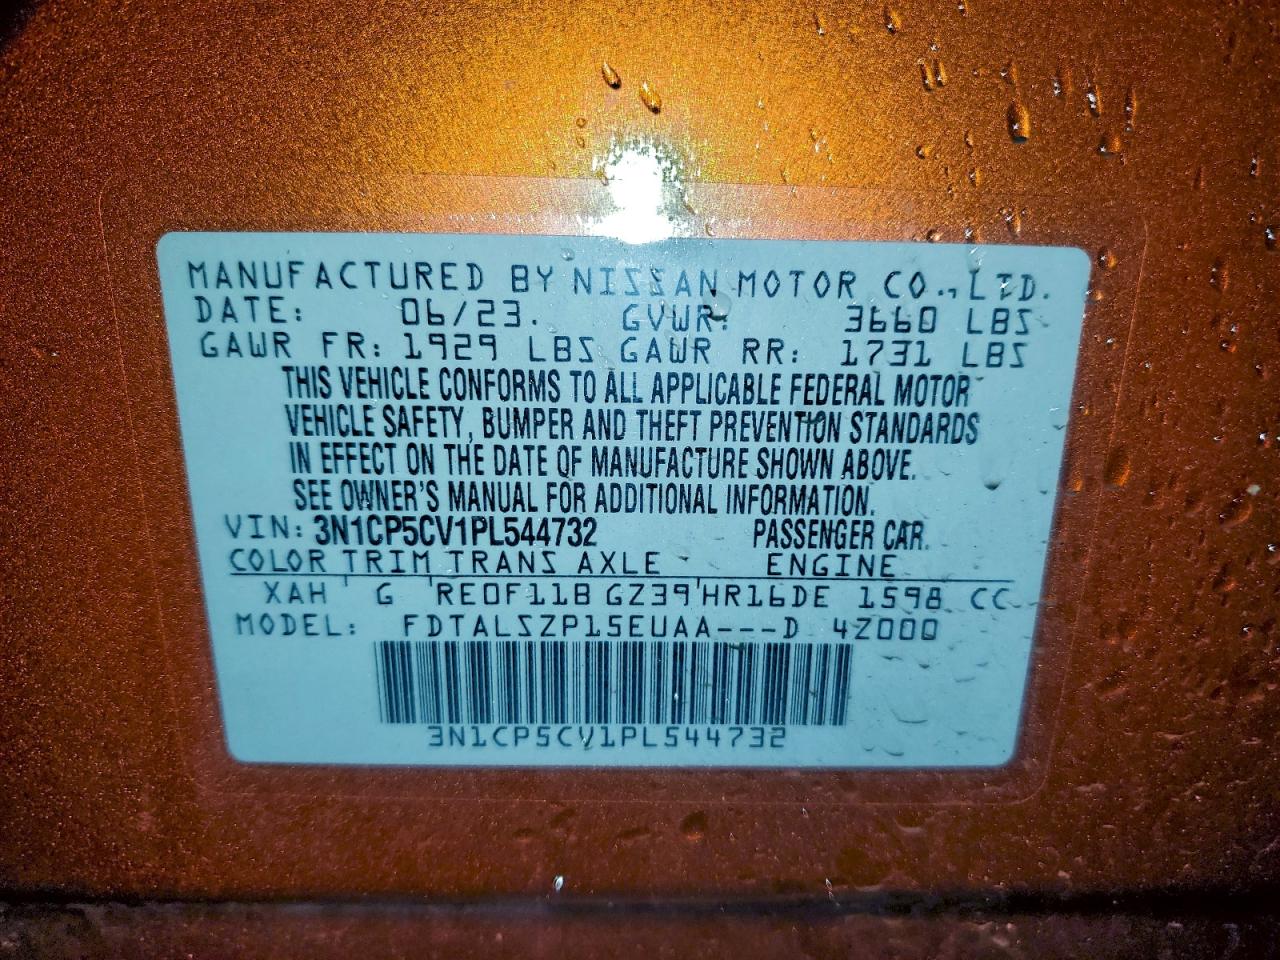 MANUFACTURED BY NISSAN MOTOR CO.,LTD.
DATE: 06/23. GVWR: 3660 LBS
GAWR FR: 1929 LBS GAWR RR: 1731 LBS
THIS VEHICLE CONFORMS TO ALL APPLICABLE FEDERAL MOTOR
VEHICLE SAFETY, BUMPER AND THEFT PREVENTION STANDARDS
IN EFFECT ON THE DATE OF MANUFACTURE SHOWN ABOVE.
SEE OWNER'S MANUAL FOR ADDITIONAL INFORMATION.
VIN: 3N1CP5CV1PL544732 PASSENGER CAR.
COLOR TRIM TRANS AXLE ENGINE
XAH ' G 'RE0F11B GZ39'HR16DE 1598 CC
MODEL: FDTALSZP15EUAA---D 4Z000
3N1CP5CV1PL544732